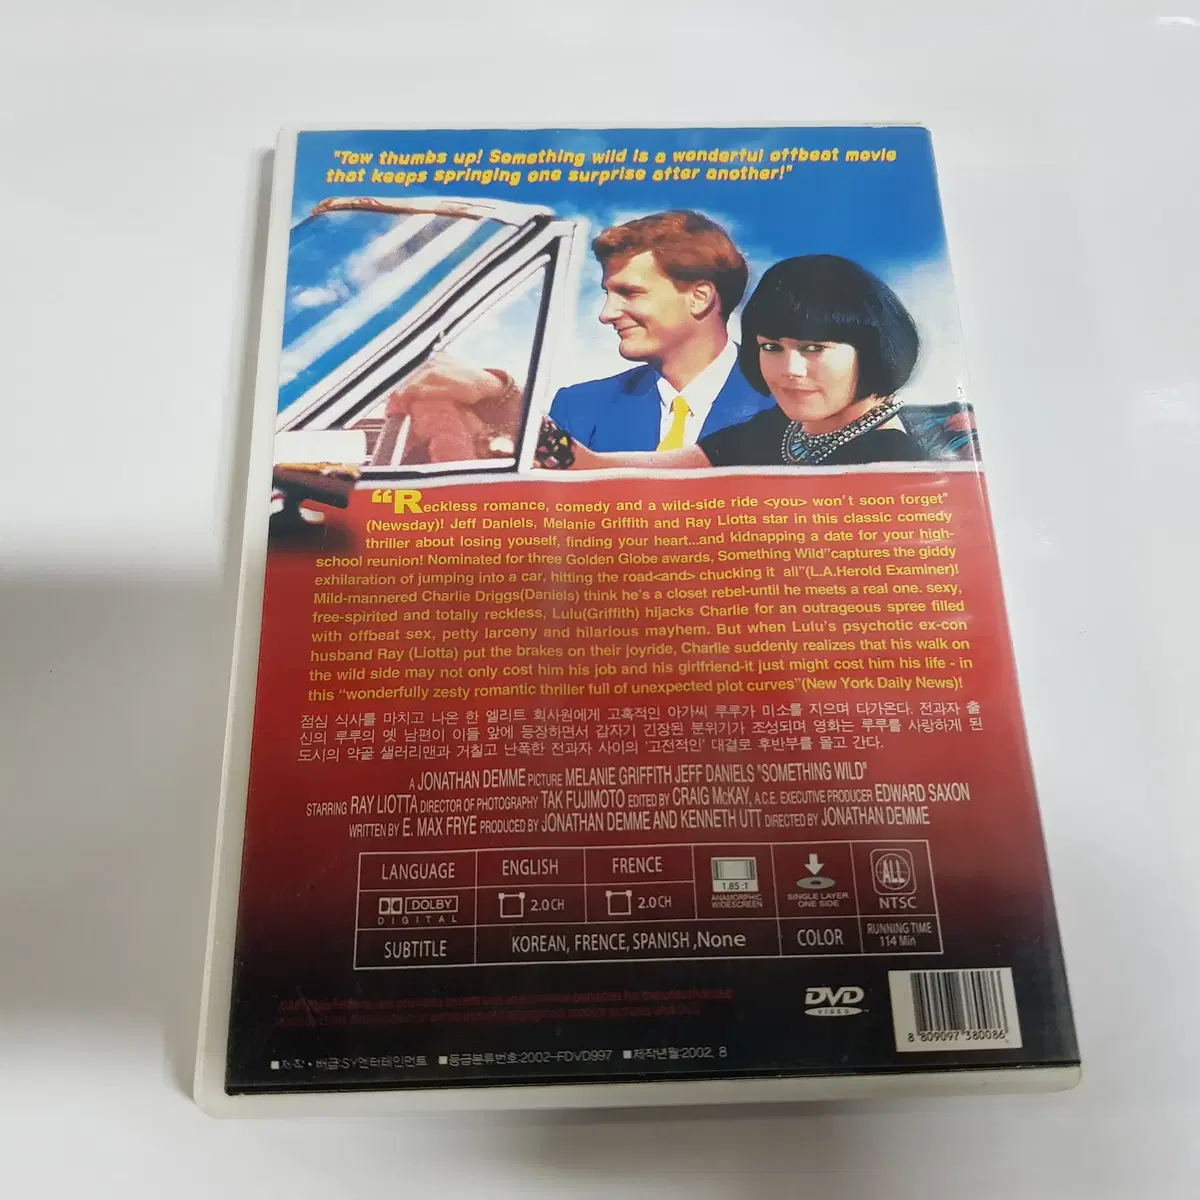 "Tow thumbs up! Something wild is a wonderful offbeat movie
that keeps springing one surprise after another!"
"Reckless romance, comedy and a wild-side ride <you> won't soon forget"
(Newsday)! Jeff Daniels, Melanie Griffith and Ray Liotta star in this classic comedy
thriller about losing youself, finding your heart...and kidnapping a date for your high-
school reunion! Nominated for three Golden Globe awards, Something Wild"captures the giddy
exhilaration of jumping into a car, hitting the road<and> chucking it all"(L.A.Herold Examiner)!
Mild-mannered Charlie Driggs(Daniels) think he's a closet rebel-until he meets a real one. sexy,
free-spirited and totally reckless, Lulu(Griffith) hijacks Charlie for an outrageous spree filled
with offbeat sex, petty larceny and hilarious mayhem. But when Lulu's psychotic ex-con
husband Ray (Liotta) put the brakes on their joyride, Charlie suddenly realizes that his walk on
the wild side may not only cost him his job and his girlfriend-it just might cost him his life - in
this "wonderfully zesty romantic thriller full of unexpected plot curves"(New York Daily News)!
점심 식사를 마치고 나온 한 엘리트 회사원에게 고혹적인 아가씨 루루가 미소를 지으며 다가온다. 전과자 출
신의 루루의 옛 남편이 이들 앞에 등장하면서 갑자기 긴장된 분위기가 조성되며 영화는 루루를 사랑하게 된
도시의 약골 샐러리맨과 거칠고 난폭한 전과자 사이의 '고전적인' 대결로 후반부를 몰고 간다.
A JONATHAN DEMME PICTURE MELANIE GRIFFITH JEFF DANIELS "SOMETHING WILD"
STARRING RAY LIOTTA DIRECTOR OF PHOTOGRAPHY TAK FUJIMOTO EDITED BY CRAIG McKAY, A.C.E. EXECUTIVE PRODUCER EDWARD SAXON
WRITTEN BY E. MAX FRYE PRODUCED BY JONATHAN DEMME AND KENNETH UTT DIRECTED BY JONATHAN DEMME
LANGUAGE ENGLISH FRENCE
DOLBY
DIGITAL
2.0 CH 2.0 CH
1.85 :1
ANAMORPHIC
WIDESCREEN
SINGLE LAYER
ONE SIDE
ALL
NTSC
SUBTITLE KOREAN, FRENCE, SPANISH ,None COLOR
RUNNING TIME
114 Min
DVD
VIDEO
8 809097 380086
■제작·배급:SY엔터테인먼트 ■등급분류번호:2002-FDVD997 ■제작년월:2002. 8